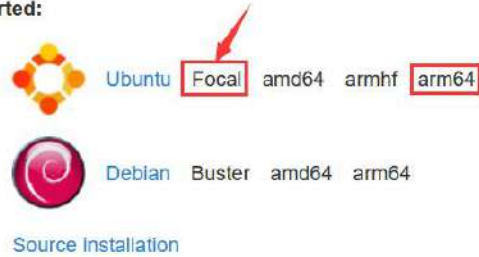 rted:
Ubuntu Focal amd64 armhf arm64
Debian Buster amd64 arm64
Source Installation